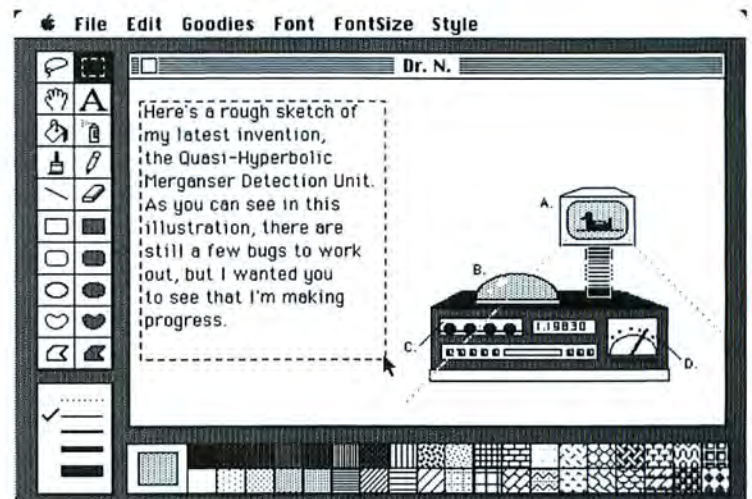 File Edit Goodies Font FontSize Style
Dr. N.
A
Here's a rough sketch of
my latest invention,
the Quasi-Hyperbolic
Merganser Detection Unit.
As you can see in this
illustration, there are
still a few bugs to work
out, but I wanted you
to see that I'm making
progress.
A.
B.
1.19830
C.
D.